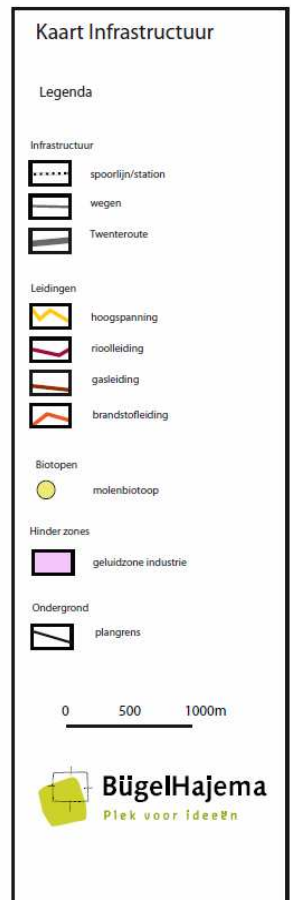 Kaart Infrastructuur
Legenda
Infrastructuur
spoorlijn/station
wegen
Twenteroute
Leidingen
hoogspanning
rioolleiding
gasleiding
brandstofleiding
Biotopen
molenbiotoop
Hinder zones
geluidzone industrie
Ondergrond
plangrens
0 500 1000m
BügelHajema
Plek voor ideeën